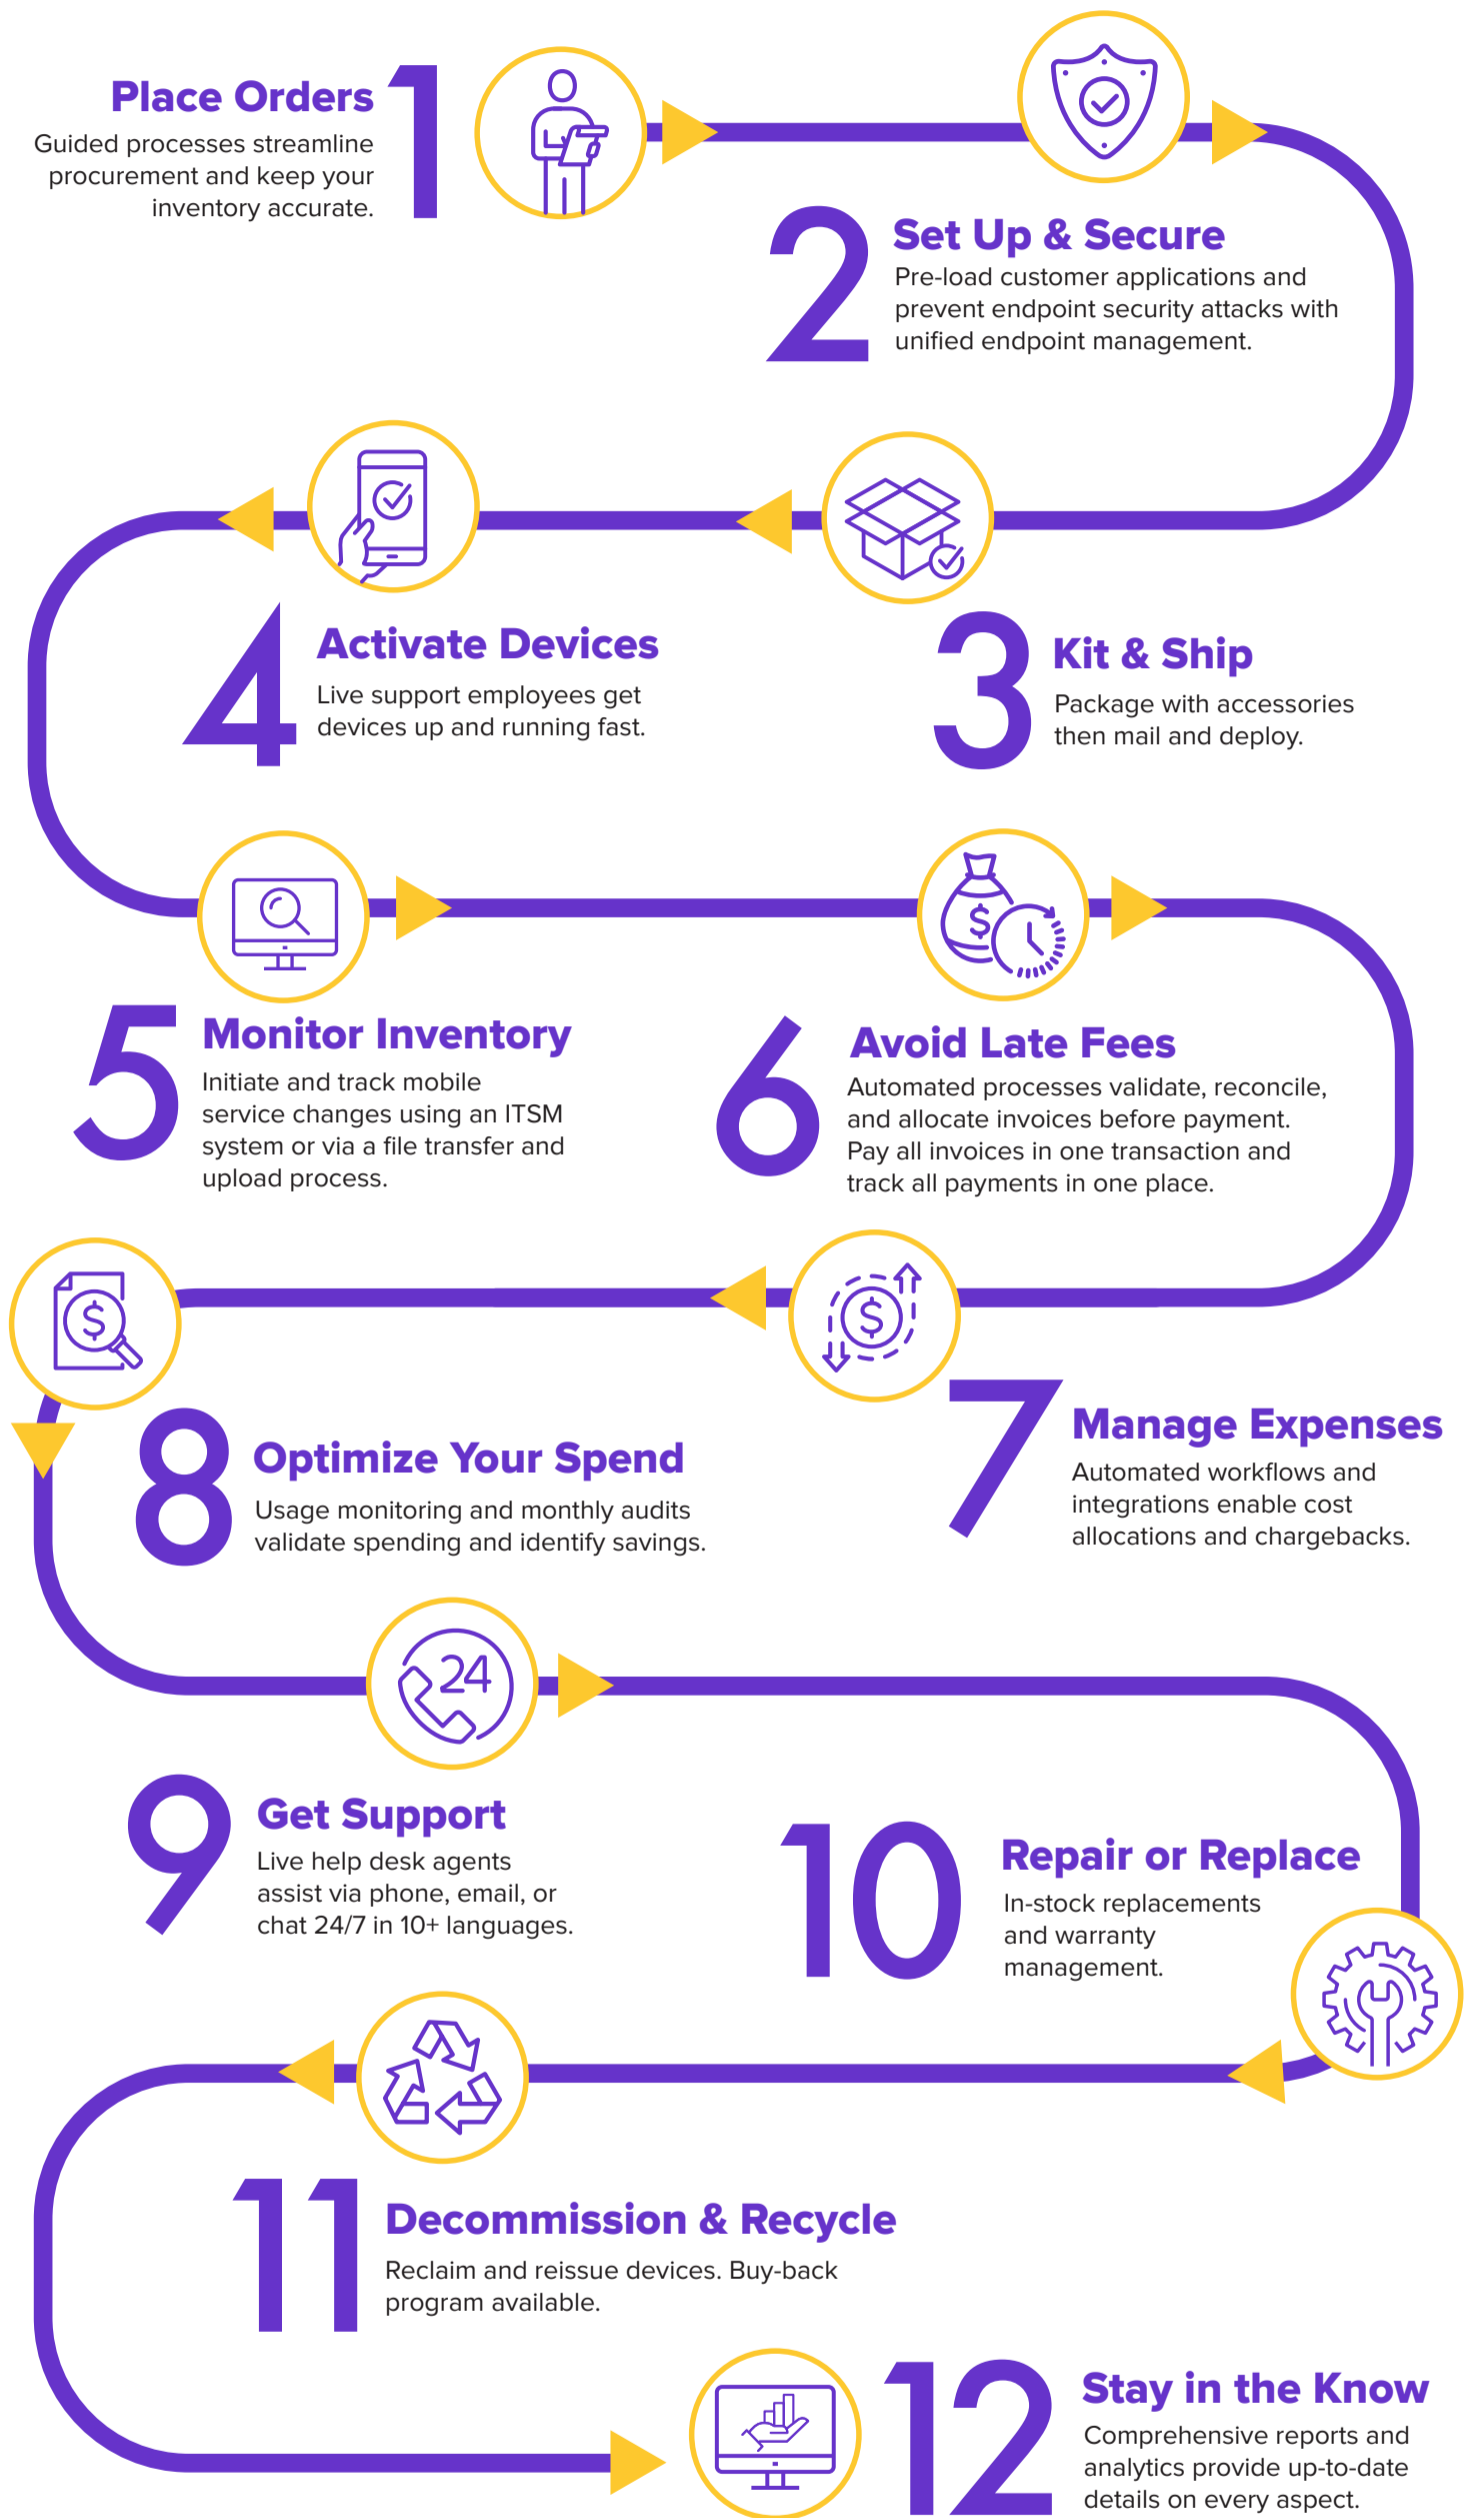 1
Place Orders
Guided processes streamline
procurement and keep your
inventory accurate.
2
Set Up & Secure
Pre-load customer applications and
prevent endpoint security attacks with
unified endpoint management.
3
Kit & Ship
Package with accessories
then mail and deploy.
4
Activate Devices
Live support employees get
devices up and running fast.
5
Monitor Inventory
Initiate and track mobile
service changes using an ITSM
system or via a file transfer and
upload process.
6
Avoid Late Fees
$
Automated processes validate, reconcile,
and allocate invoices before payment.
Pay all invoices in one transaction and
track all payments in one place.
7
$
Manage Expenses
Automated workflows and
integrations enable cost
allocations and chargebacks.
8
$
Optimize Your Spend
Usage monitoring and monthly audits
validate spending and identify savings.
24
9
Get Support
Live help desk agents
assist via phone, email, or
chat 24/7 in 10+ languages.
10
Repair or Replace
In-stock replacements
and warranty
management.
11
Decommission & Recycle
Reclaim and reissue devices. Buy-back
program available.
12
Stay in the Know
Comprehensive reports and
analytics provide up-to-date
details on every aspect.